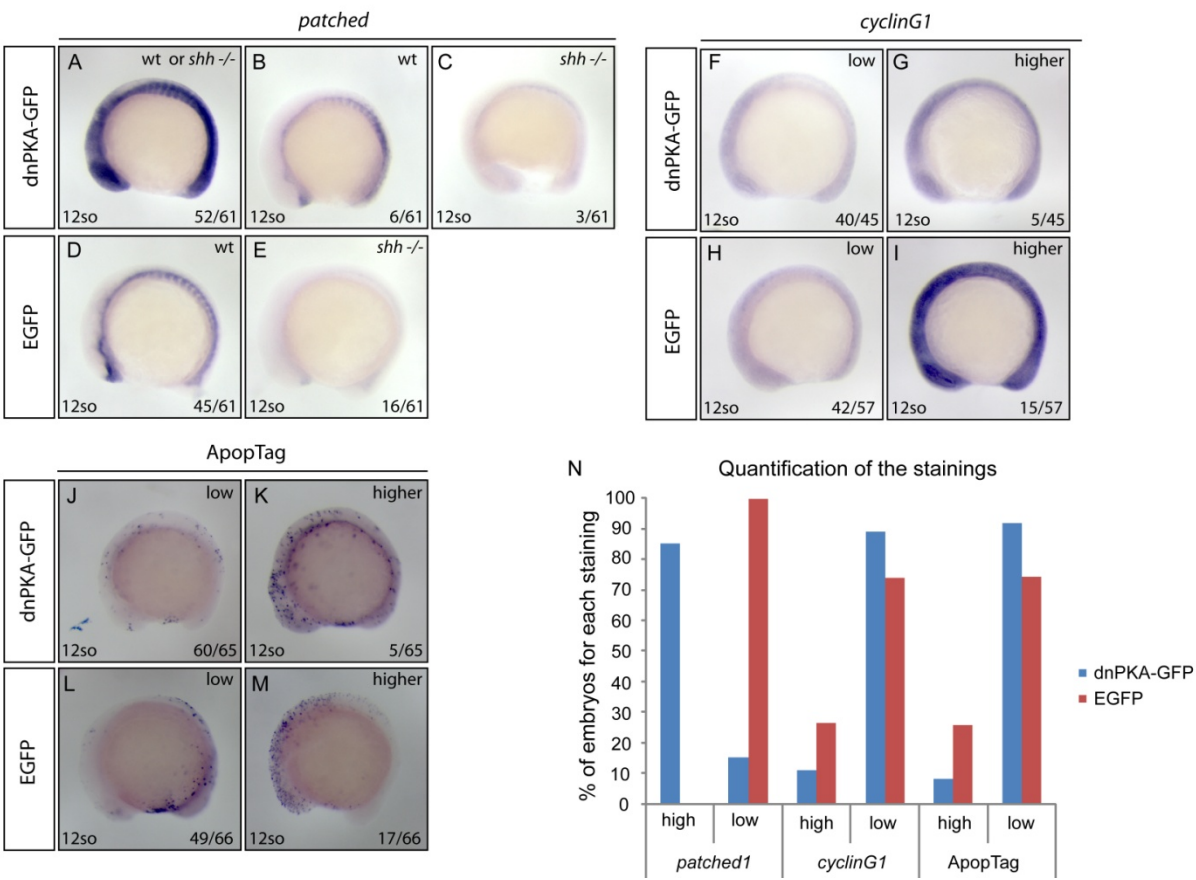 patched
dnPKA-GFP
A
wt or shh -/-
12so
52/61
B
wt
6/61
C
shh -/-
12so
3/61
EGFP
D
wt
12so
45/61
E
shh -/-
12so
16/61
cyclinG1
dnPKA-GFP
F
low
12so
40/45
G
higher
12so
5/45
EGFP
H
low
12so
42/57
I
higher
12so
15/57
ApopTag
dnPKA-GFP
J
low
12so
60/65
K
higher
12so
5/65
EGFP
L
low
12so
49/66
M
higher
12so
17/66
N
Quantification of the stainings
% of embryos for each staining
100
90
80
70
60
50
40
30
20
10
0
high
low
high
low
high
low
patched1
cyclinG1
ApopTag
dnPKA-GFP
EGFP